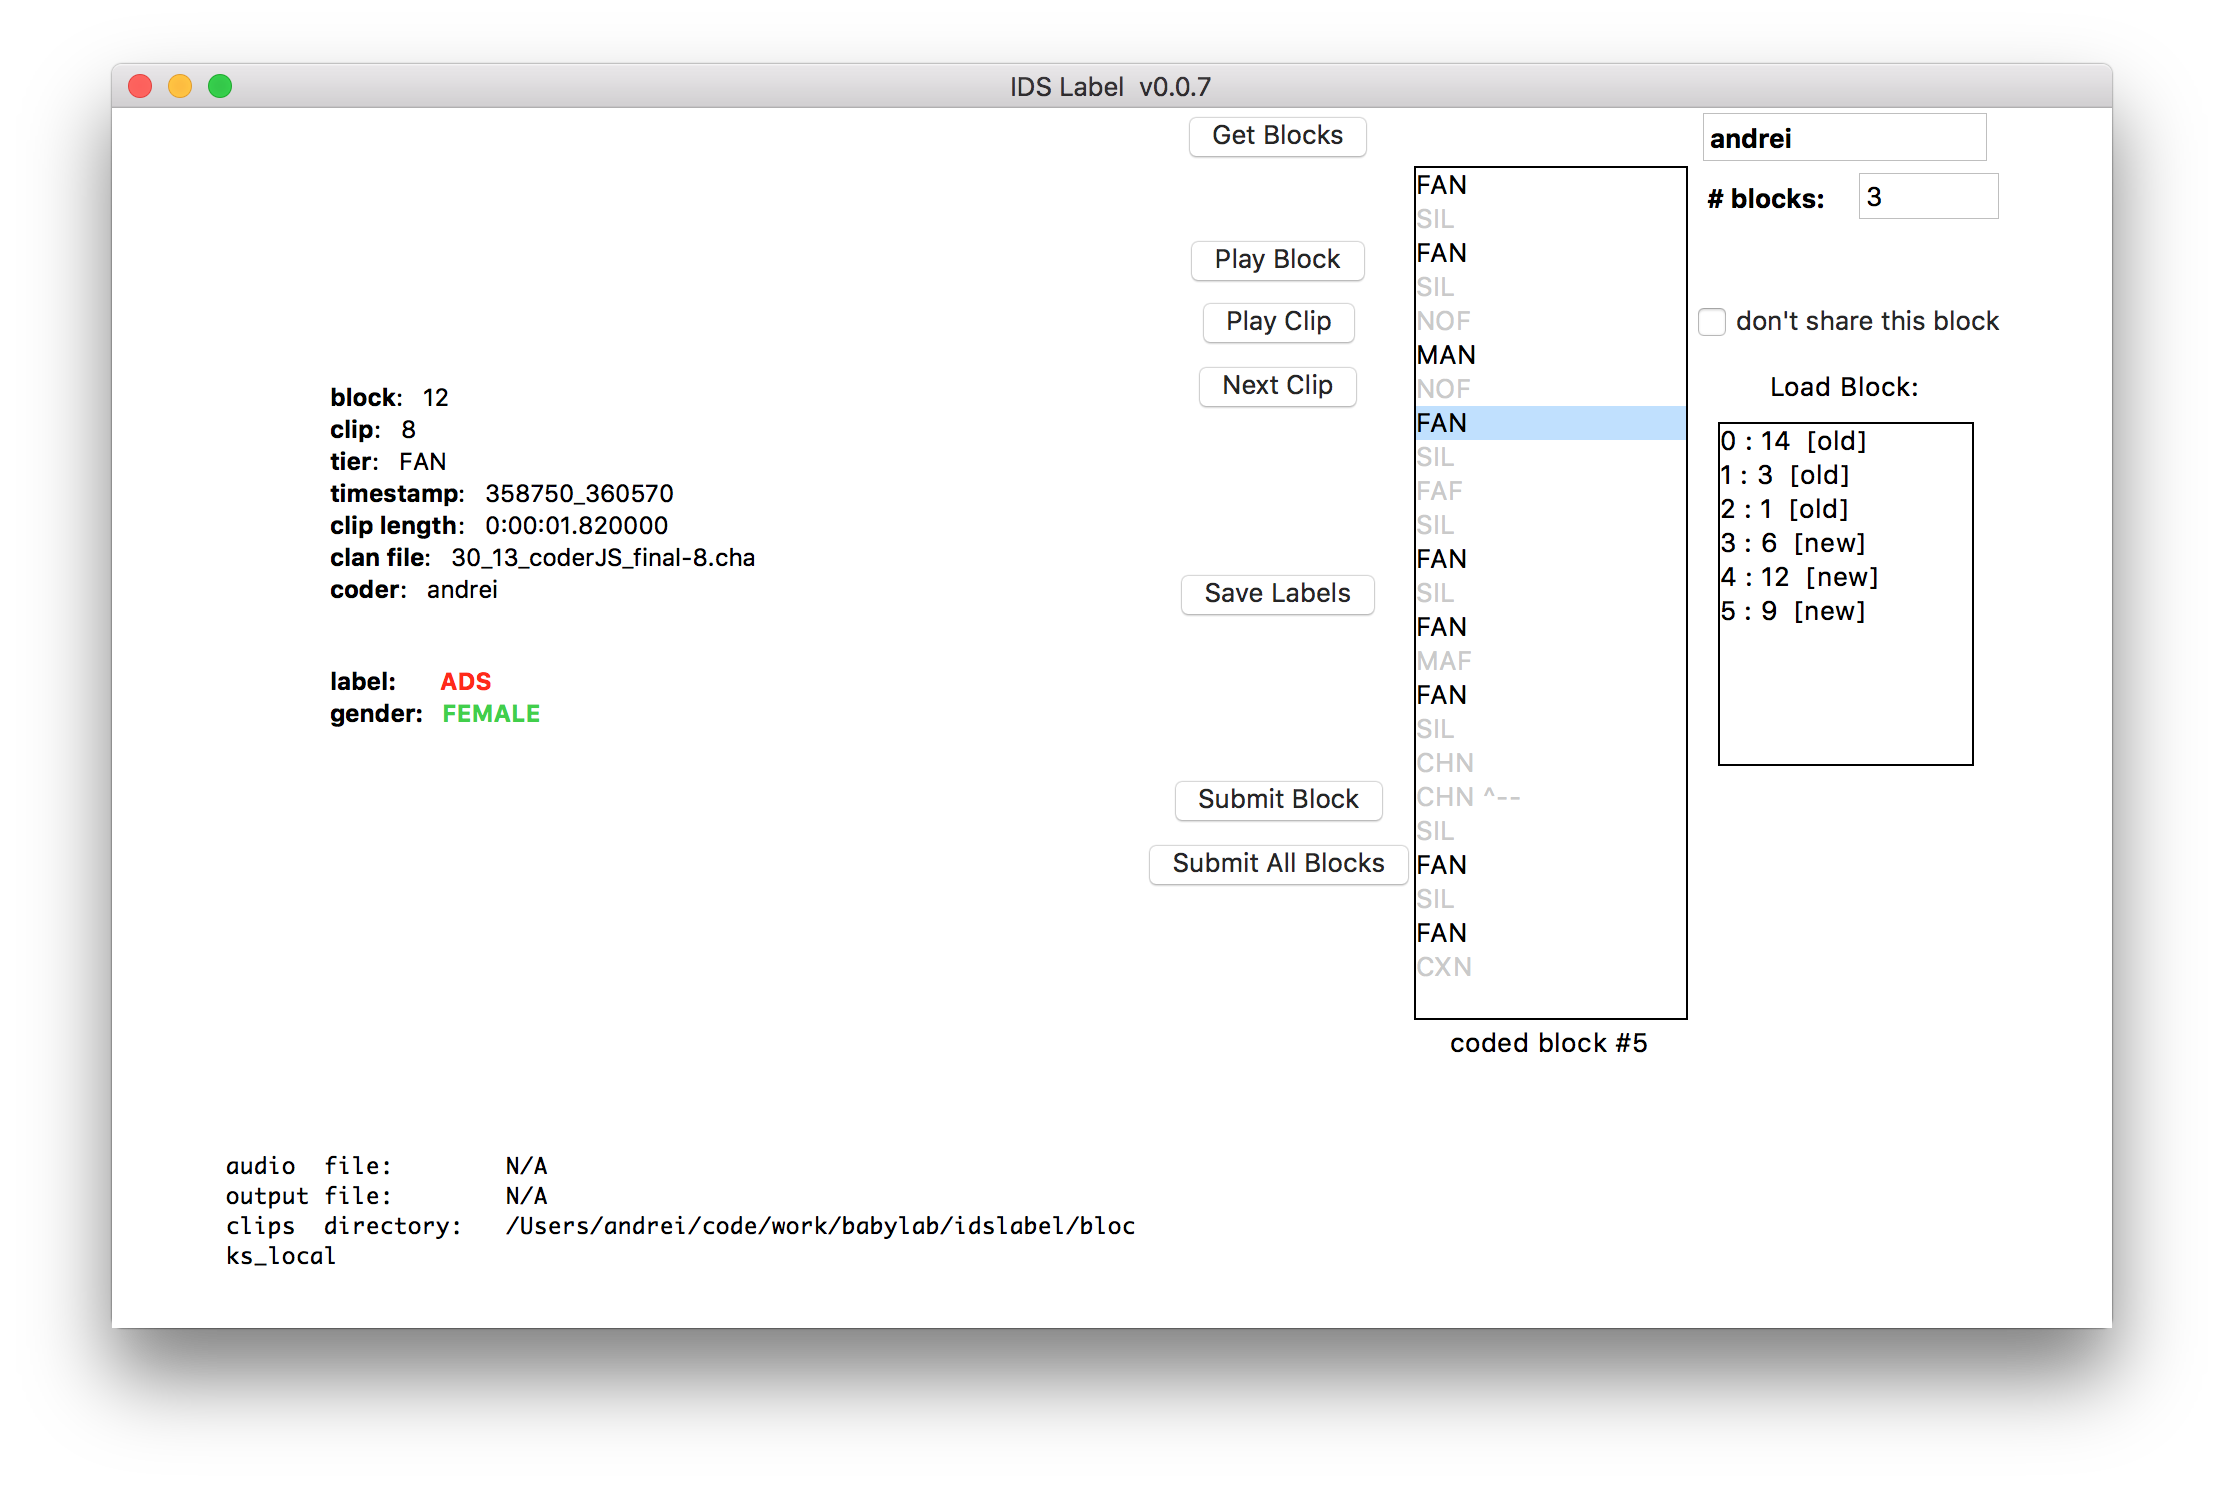 IDS Label  v0.0.7
Get Blocks
Play Block
Play Clip
Next Clip
Save Labels
Submit Block
Submit All Blocks
block:   12
clip:   8
tier:   FAN
timestamp:   358750_360570
clip length:   0:00:01.820000
clan file:   30_13_coderJS_final-8.cha
coder:   andrei
label:   ADS
gender:   FEMALE
FAN
SIL
FAN
SIL
NOF
MAN
NOF
FAN
SIL
FAF
SIL
FAN
SIL
FAN
MAF
FAN
SIL
CHN
CHN ^--
SIL
FAN
SIL
FAN
CXN
coded block #5
andrei
# blocks:   3
don't share this block
Load Block:
0 : 14  [old]
1 : 3  [old]
2 : 1  [old]
3 : 6  [new]
4 : 12  [new]
5 : 9  [new]
audio  file:        N/A
output file:        N/A
clips  directory:   /Users/andrei/code/work/babylab/idslabel/bloc
ks_local